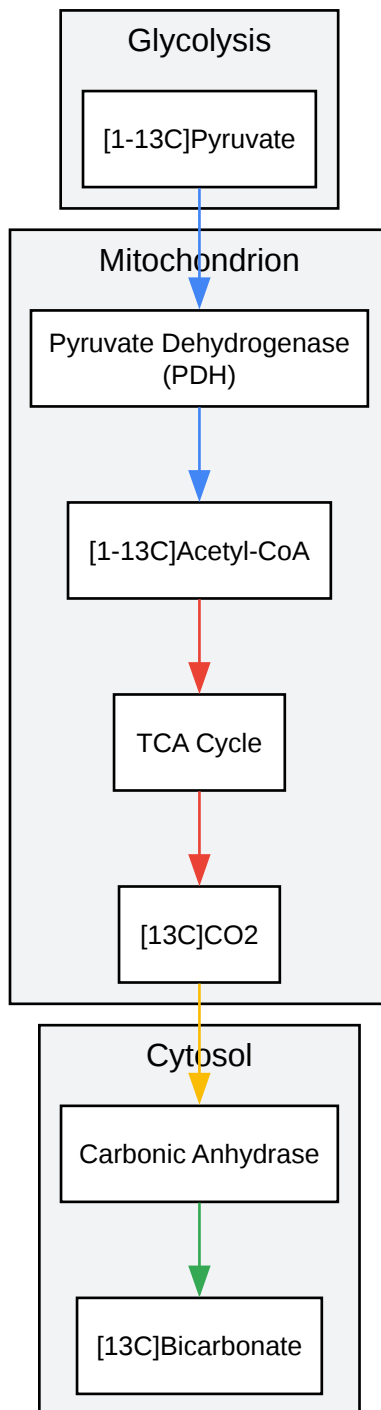 Glycolysis
[1-13C]Pyruvate
Mitochondrion
Pyruvate Dehydrogenase
(PDH)
[1-13C]Acetyl-CoA
TCA Cycle
[13C]CO2
Cytosol
Carbonic Anhydrase
[13C]Bicarbonate